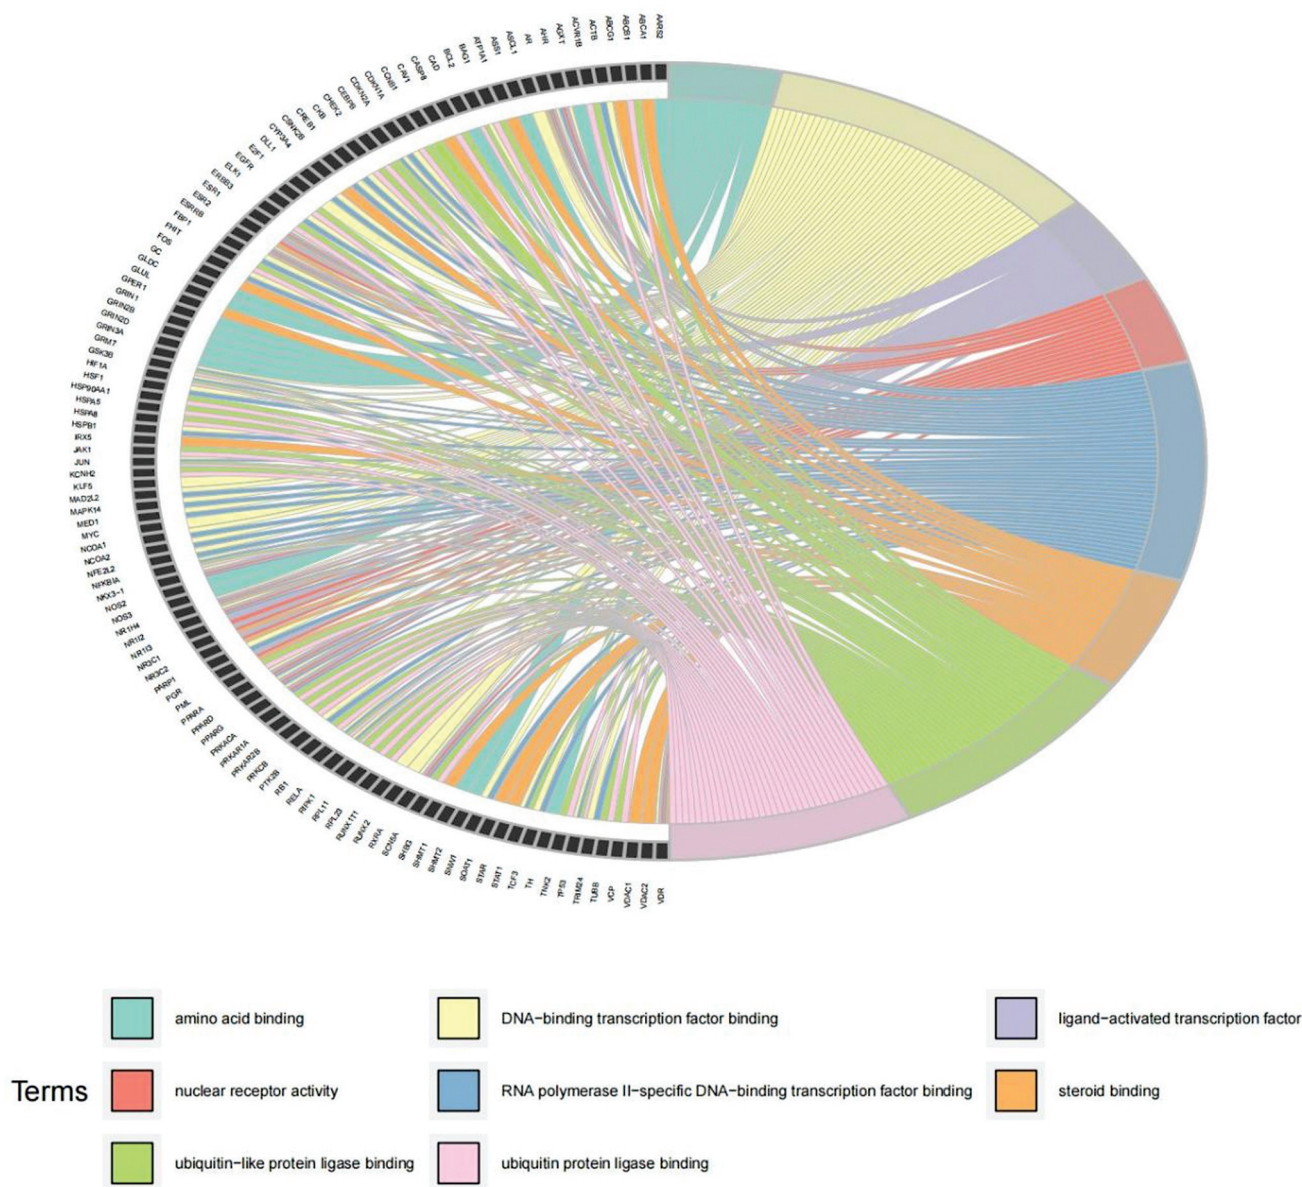 AARS2
ABCA1
ABCB1
ABCG1
ACTB
ACVR1B
AGXT
AHR
AR
ASCL1
ASS1
ATP1A1
BAG1
BCL2
CAD
CASP8
CAV1
CCNB1
CDKN1A
CDKN2A
CEBPB
CHEK2
CKB
CREB1
CSNK2B
CYP3A4
DLL1
E2F1
EGFR
ELK1
ERBB3
ESR1
ESR2
ESRRB
FBP1
FHIT
FOS
GC
GLDC
GLUL
GPER1
GRIN1
GRIN2B
GRIN2D
GRIN3A
GRM7
GSK3B
HIF1A
HSF1
HSP90AA1
HSPA5
HSPA8
HSPB1
IRX5
JAK1
JUN
KCNH2
KLF5
MAD2L2
MAPK14
MED1
MYC
NCOA1
NCOA2
NFE2L2
NFKBIA
NKX3-1
NOS2
NOS3
NR1H4
NR1I2
NR1I3
NR3C1
NR3C2
PARP1
PGR
PML
PPARA
PPARD
PPARG
PRKACA
PRKAR1A
PRKAR2B
PRKCB
PTK2B
RB1
RELA
RIPK1
RPL11
RPL23
RUNX1T1
RUNX2
RXRA
SCN5A
SHBG
SHMT1
SHMT2
SNW1
SOAT1
STAR
STAT1
TCF3
TH
TNK2
TP53
TRIM24
TUBB
VCP
VDAC1
VDAC2
VDR
Terms
amino acid binding
DNA-binding transcription factor binding
ligand-activated transcription factor
nuclear receptor activity
RNA polymerase II-specific DNA-binding transcription factor binding
steroid binding
ubiquitin-like protein ligase binding
ubiquitin protein ligase binding